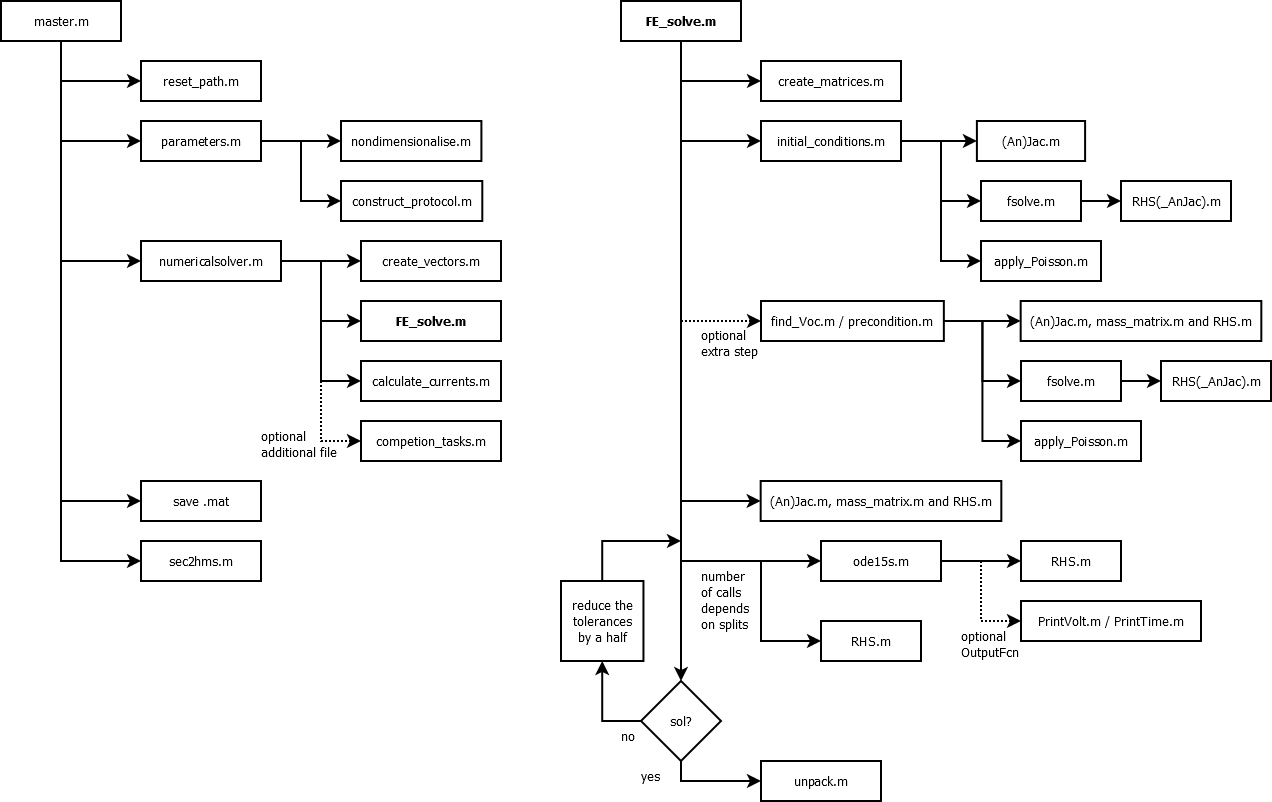 master.m
reset_path.m
parameters.m
nondimensionalise.m
construct_protocol.m
numericalsolver.m
create_vectors.m
FE_solve.m
calculate_currents.m
optional
additional file
competion_tasks.m
save .mat
sec2hms.m
FE_solve.m
create_matrices.m
initial_conditions.m
(An)Jac.m
fsolve.m
RHS(_AnJac).m
apply_Poisson.m
optional
extra step
find_Voc.m / precondition.m
(An)Jac.m, mass_matrix.m and RHS.m
fsolve.m
RHS(_AnJac).m
apply_Poisson.m
(An)Jac.m, mass_matrix.m and RHS.m
reduce the
tolerances
by a half
number
of calls
depends
on splits
ode15s.m
RHS.m
optional
OutputFcn
PrintVolt.m / PrintTime.m
RHS.m
sol?
no
yes
unpack.m